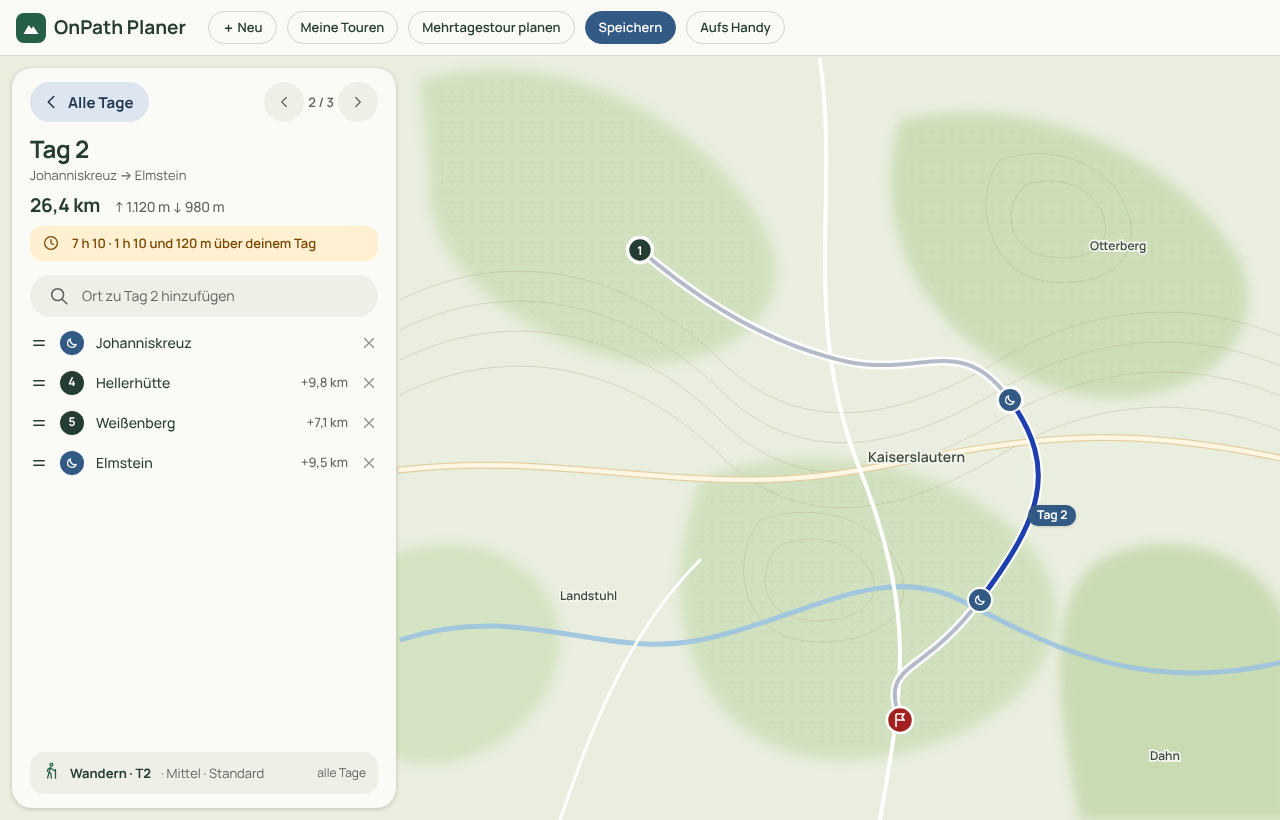 OnPath Planer
+ Neu
Meine Touren
Mehrtagestour planen
Speichern
Aufs Handy
Alle Tage
2 / 3
Tag 2
Johanniskreuz → Elmstein
26,4 km ↑ 1.120 m ↓ 980 m
7 h 10 · 1 h 10 und 120 m über deinem Tag
Ort zu Tag 2 hinzufügen
Johanniskreuz
4 Hellerhütte +9,8 km
5 Weißenberg +7,1 km
Elmstein +9,5 km
Wandern · T2 · Mittel · Standard alle Tage
1
Otterberg
Kaiserslautern
Tag 2
Landstuhl
Dahn